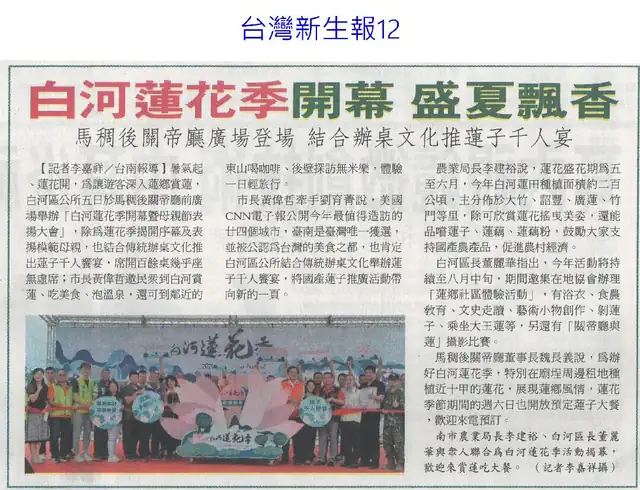 台灣新生報12
白河蓮花季開幕 盛夏飄香
馬稠後關帝廳廣場登場 結合辦桌文化推蓮子千人宴
【記者李嘉祥／台南報導】暑氣起
、蓮花開，為讓遊客深入蓮鄉賞蓮，
白河區公所五日於馬稠後關帝廳前廣
場舉辦「白河蓮花季開幕暨母親節表
揚大會」，除為蓮花季揭開序幕及表
揚模範母親，也結合傳統辦桌文化推
出蓮子千人饗宴，席開百餘桌幾乎座
無虛席；市長黃偉哲邀民眾到白河賞
蓮、吃美食、泡溫泉，還可到鄰近的
東山喝咖啡、後壁採訪無米樂，體驗
一日輕旅行。
市長黃偉哲牽手劉育菁說，美國
CNN電子報公開今年最值得造訪的
廿四個城市，臺南是臺灣唯一獲選，
並被公認為台灣的美食之都，也肯定
白河區公所結合傳統辦桌文化舉辦蓮
子千人饗宴，將國產蓮子推廣活動帶
向新的一頁。
農業局長李建裕說，蓮花盛花期為五
至六月，今年白河蓮田種植面積約二百
公頃，主分佈於大竹、詔豐、廣蓮、竹
門等里，除可欣賞蓮花搖曳美姿，還能
品嚐蓮子、蓮藕、蓮藕粉，鼓勵大家支
持國產農產品，促進農村經濟。
白河區長董麗華指出，今年活動將持
續至八月中旬，期間邀集在地協會辦理
「蓮鄉社區體驗活動」，有浴衣、食農
教育、文史走讀、藝術小物創作、剝蓮
子、乘坐大王蓮等，另還有「關帝廳與
蓮」攝影比賽。
馬稠後關帝廳董事長魏長義說，為辦
好白河蓮花季，特別在廟埕周邊租地種
植近十甲的蓮花，展現蓮鄉風情，蓮花
季節期間的週六日也開放預定蓮子大餐
，歡迎來電預訂。
白河蓮花季
白河蓮花季
南市農業局長李建裕、白河區長董麗
華與眾人聯合為白河蓮花季活動揭幕，
歡迎來賞蓮吃大餐。（記者李嘉祥攝）